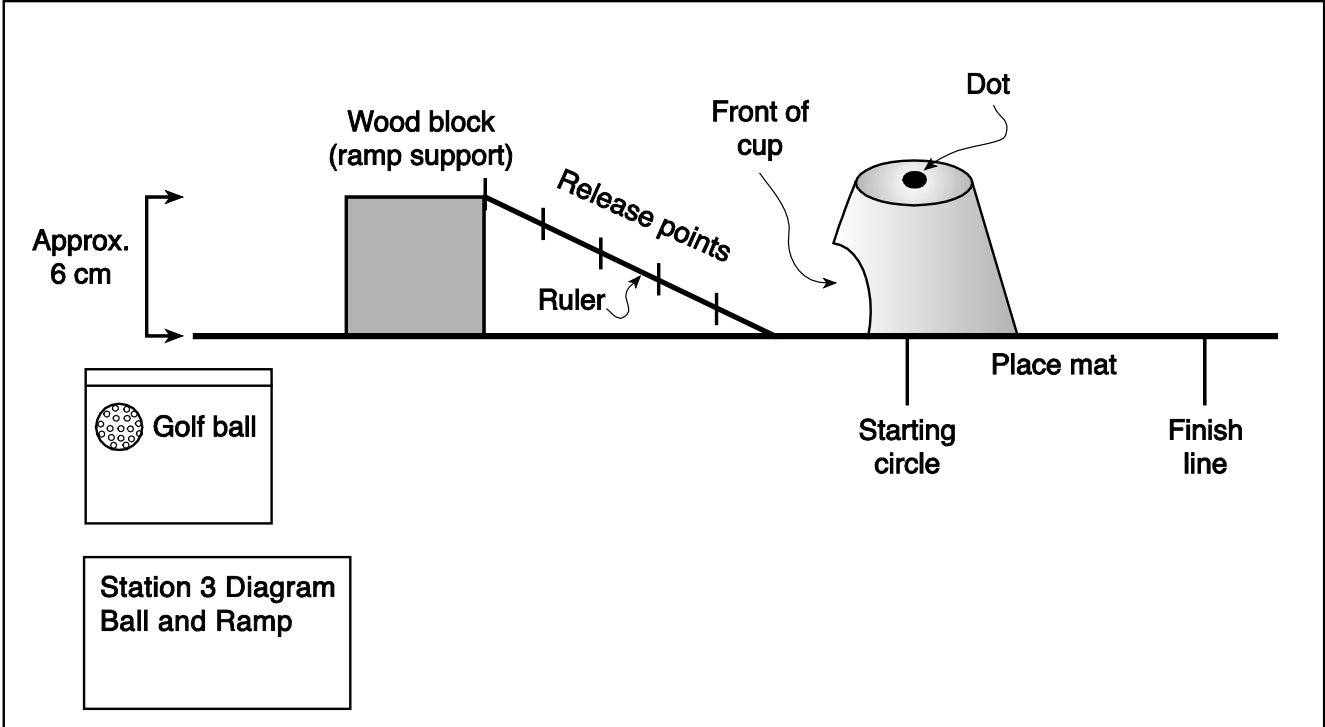 Dot
Front of
cup
Wood block
(ramp support)
Release points
Approx.
6 cm
Ruler
Place mat
Starting
circle
Finish
line
Golf ball
Station 3 Diagram
Ball and Ramp